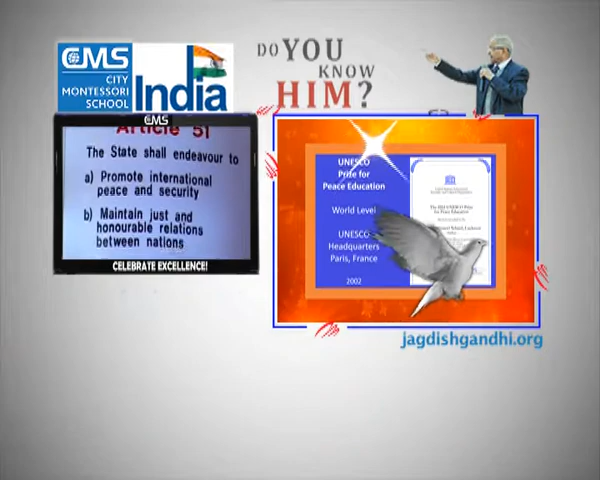 CMS
CITY
MONTESSORI
SCHOOL
India
DO YOU
KNOW
HIM?
CMS
Article 51
The State shall endeavour to
a) Promote international
peace and security
b) Maintain just and
honourable relations
between nations
CELEBRATE EXCELLENCE!
UNESCO
Prize for
Peace Education
World Level
UNESCO
Headquarters
Paris, France
2002
jagdishgandhi.org